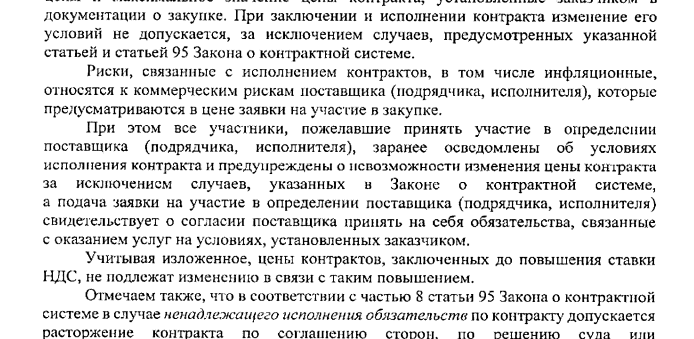 цены и максимальное значение цены контракта, установленные заказчиком в
документации о закупке. При заключении и исполнении контракта изменение его
условий не допускается, за исключением случаев, предусмотренных указанной
статьей и статьей 95 Закона о контрактной системе.
Риски, связанные с исполнением контрактов, в том числе инфляционные,
относятся к коммерческим рискам поставщика (подрядчика, исполнителя), которые
предусматриваются в цене заявки на участие в закупке.
При этом все участники, пожелавшие принять участие в определении
поставщика (подрядчика, исполнителя), заранее осведомлены об условиях
исполнения контракта и предупреждены о невозможности изменения цены контракта
за исключением случаев, указанных в Законе о контрактной системе,
а подача заявки на участие в определении поставщика (подрядчика, исполнителя)
свидетельствует о согласии поставщика принять на себя обязательства, связанные
с оказанием услуг на условиях, установленных заказчиком.
Учитывая изложенное, цены контрактов, заключенных до повышения ставки
НДС, не подлежат изменению в связи с таким повышением.
Отмечаем также, что в соответствии с частью 8 статьи 95 Закона о контрактной
системе в случае ненадлежащего исполнения обязательств по контракту допускается
расторжение контракта по соглашению сторон, по решению суда или